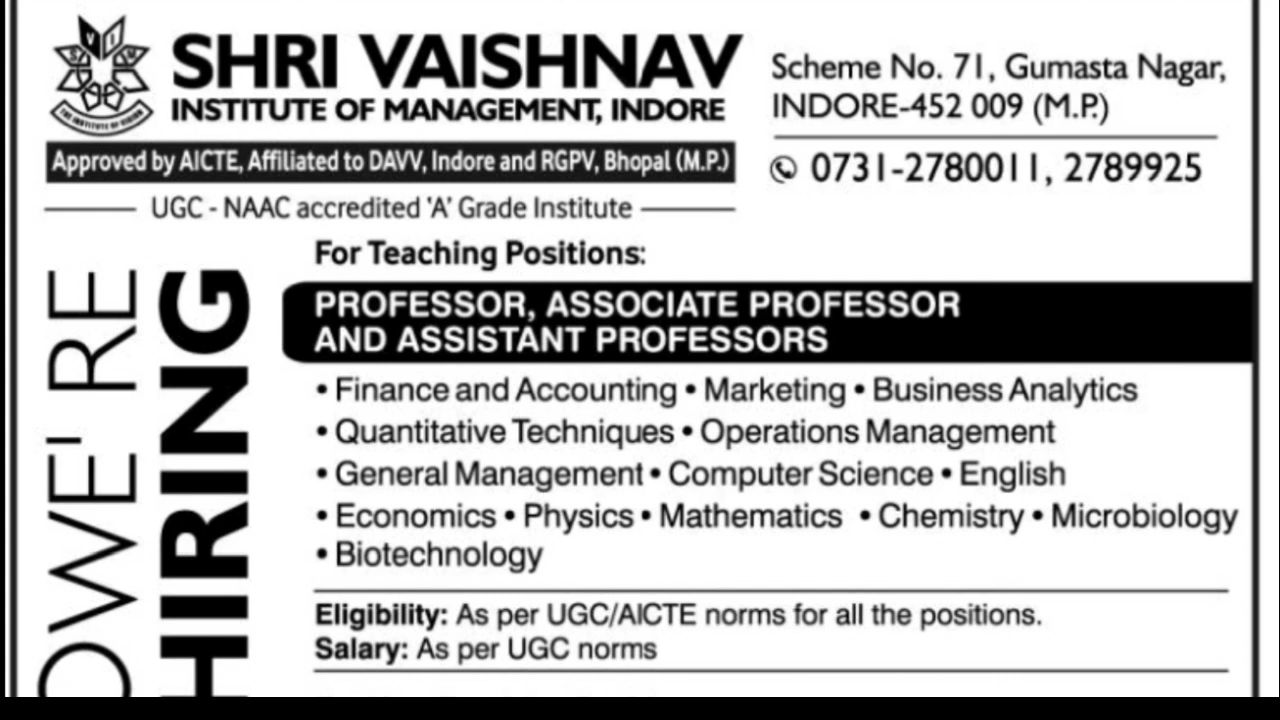 SHRI VAISHNAV
INSTITUTE OF MANAGEMENT, INDORE
Approved by AICTE, Affiliated to DAVV, Indore and RGPV, Bhopal (M.P.)
UGC - NAAC accredited 'A' Grade Institute
Scheme No. 71, Gumasta Nagar,
INDORE-452 009 (M.P.)
0731-2780011, 2789925
WE' RE
HIRING
For Teaching Positions:
PROFESSOR, ASSOCIATE PROFESSOR
AND ASSISTANT PROFESSORS
• Finance and Accounting • Marketing • Business Analytics
• Quantitative Techniques • Operations Management
• General Management • Computer Science • English
• Economics • Physics • Mathematics • Chemistry • Microbiology
• Biotechnology
Eligibility: As per UGC/AICTE norms for all the positions.
Salary: As per UGC norms